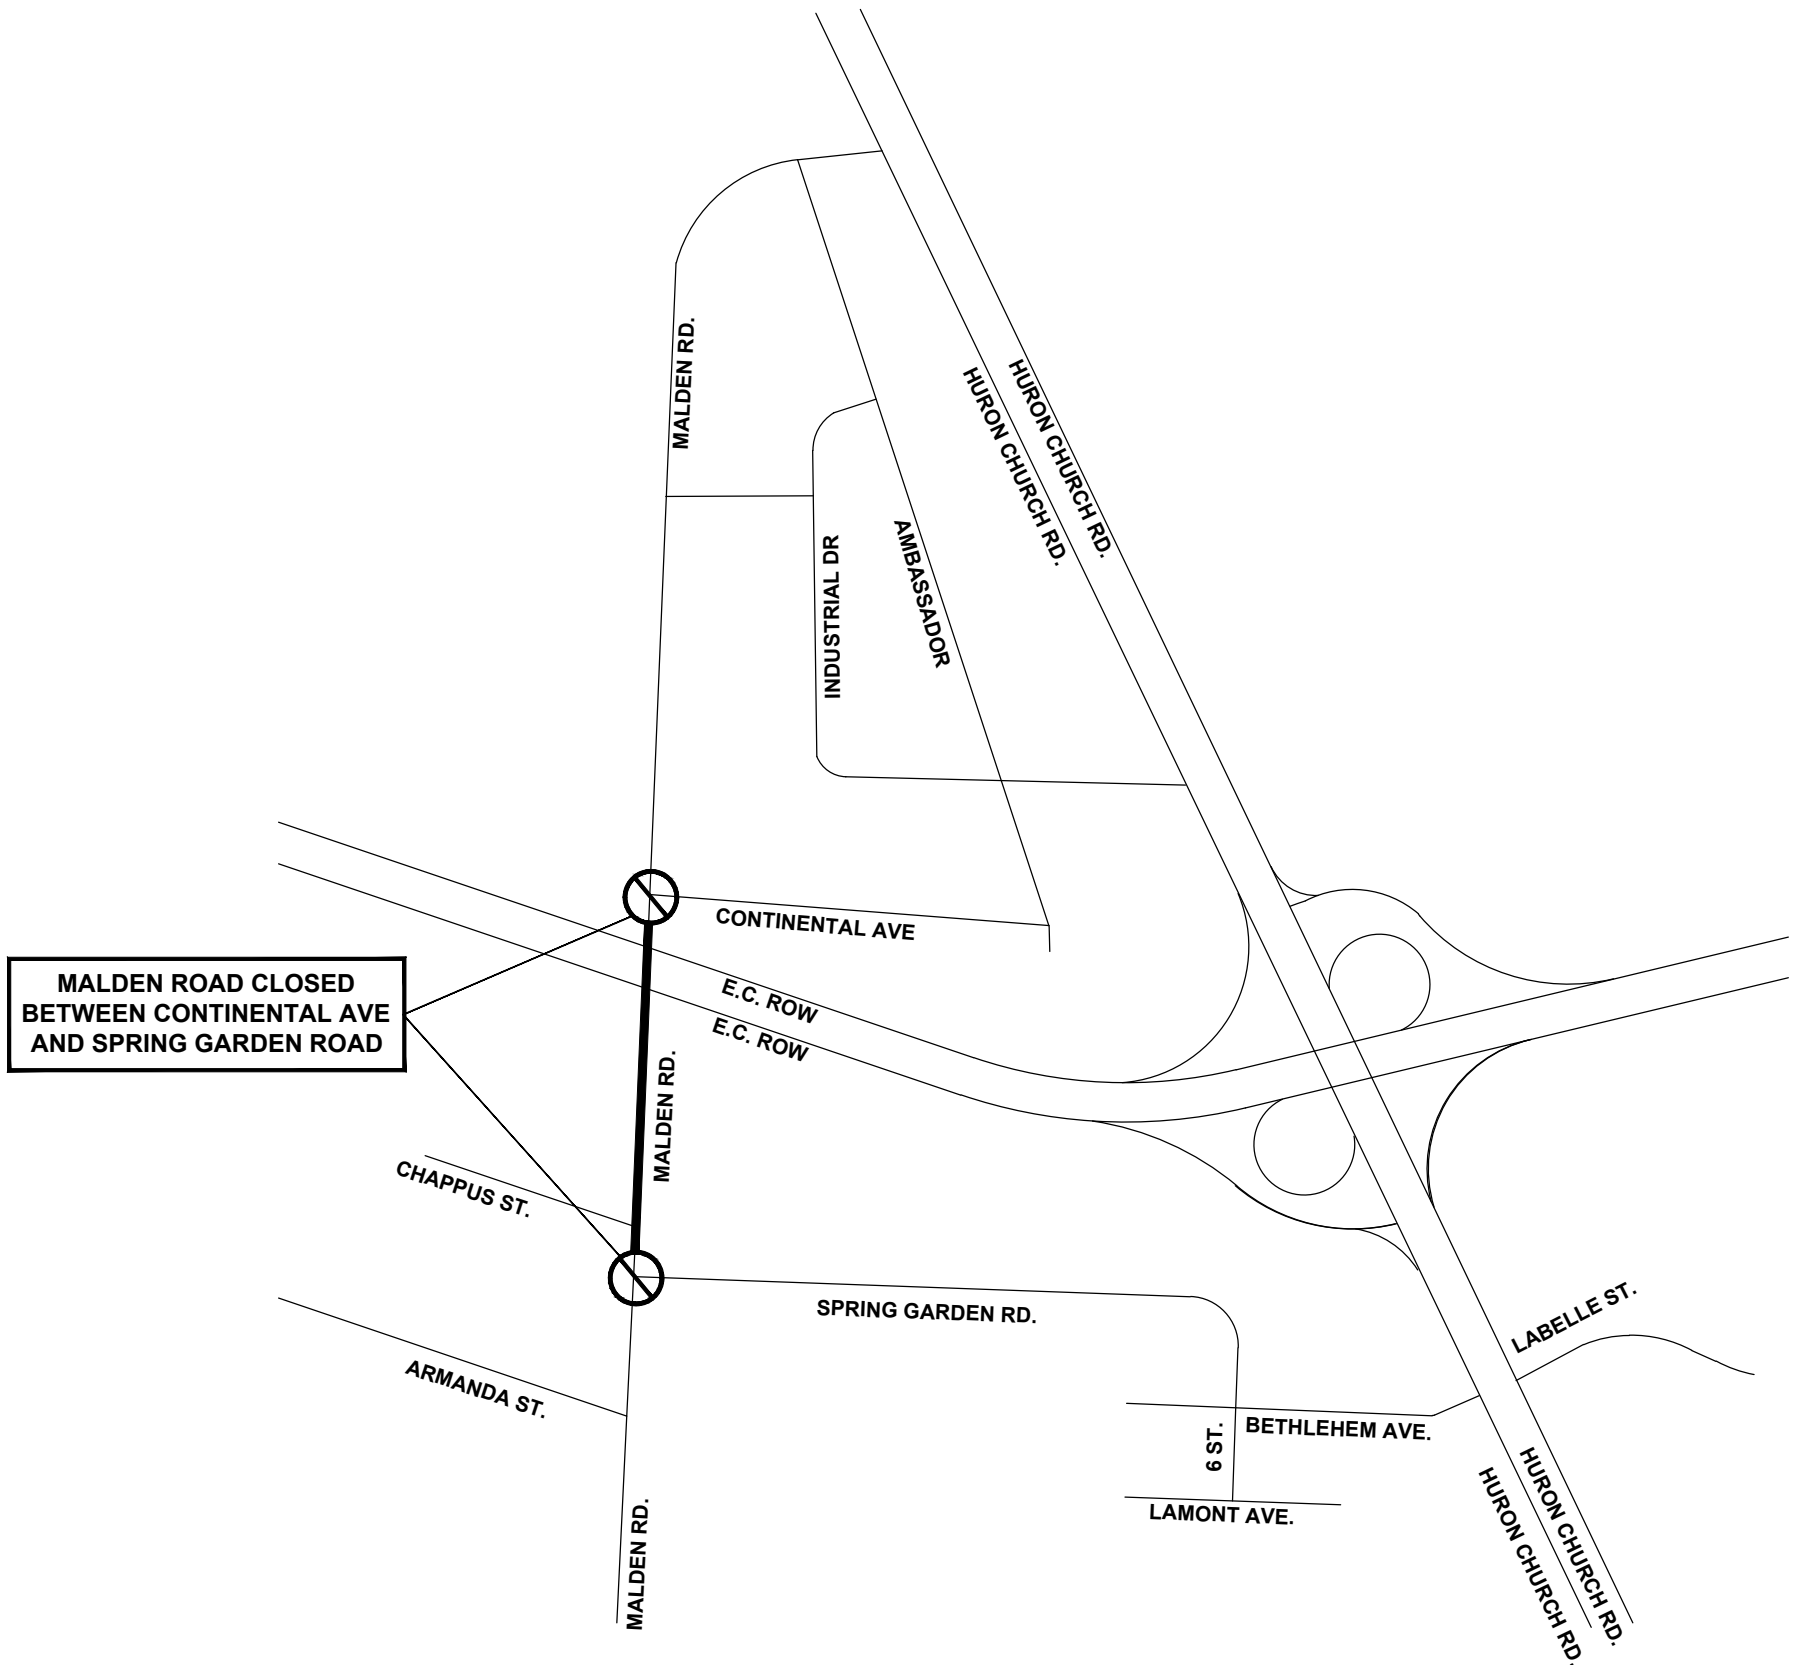 MALDEN RD.
HURON CHURCH RD.
HURON CHURCH RD.
INDUSTRIAL DR
AMBASSADOR
CONTINENTAL AVE
MALDEN ROAD CLOSED
BETWEEN CONTINENTAL AVE
AND SPRING GARDEN ROAD
E.C. ROW
E.C. ROW
MALDEN RD.
CHAPPUS ST.
SPRING GARDEN RD.
LABELLE ST.
ARMANDA ST.
BETHLEHEM AVE.
6 ST.
LAMONT AVE.
MALDEN RD.
HURON CHURCH RD.
HURON CHURCH RD.